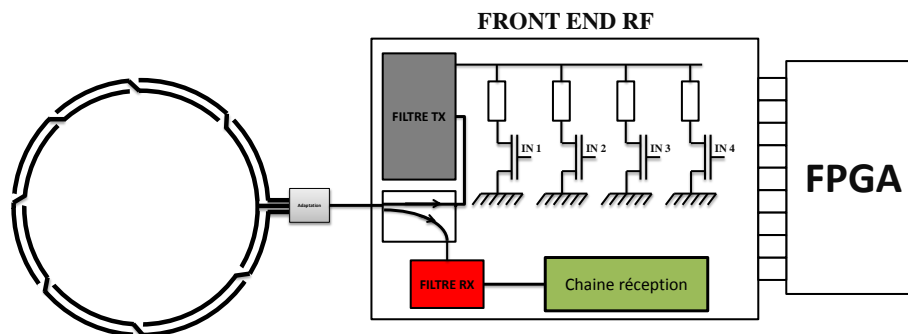 FRONT END RF
FILTRE TX
IN 1
IN 2
IN 3
IN 4
FPGA
Adaptation
FILTRE RX
Chaine réception